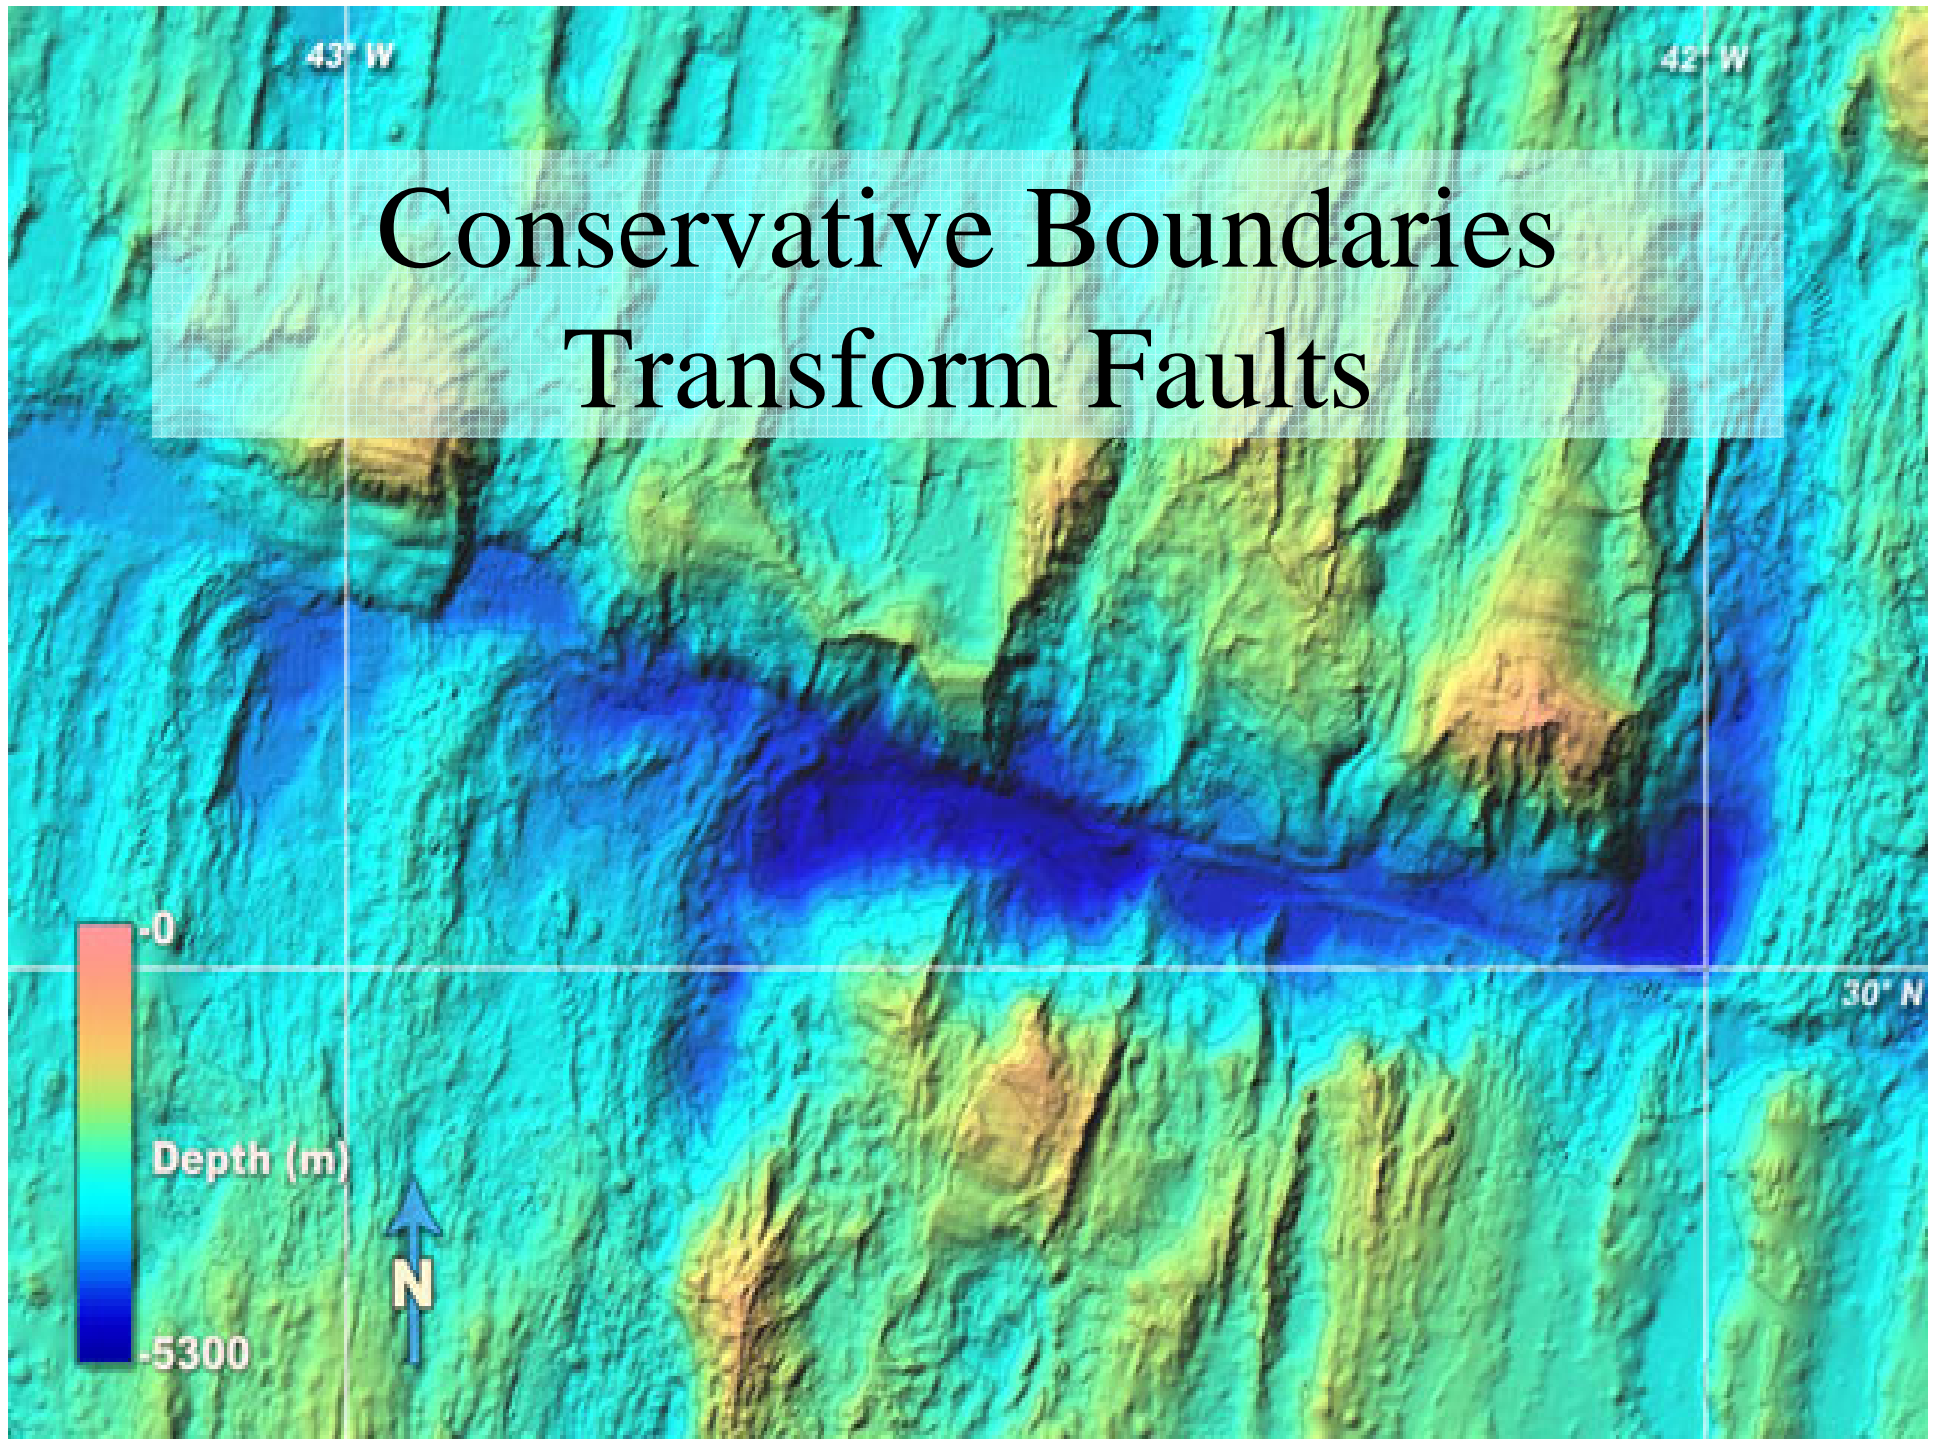 43° W
42° W
Conservative Boundaries
Transform Faults
-0
30° N
Depth (m)
N
-5300